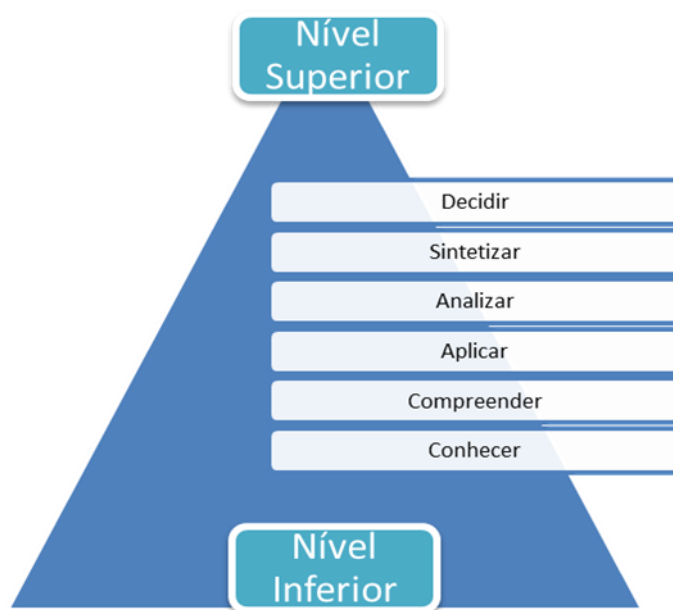 Nível
Superior
Decidir
Sintetizar
Analizar
Aplicar
Compreender
Conhecer
Nível
Inferior